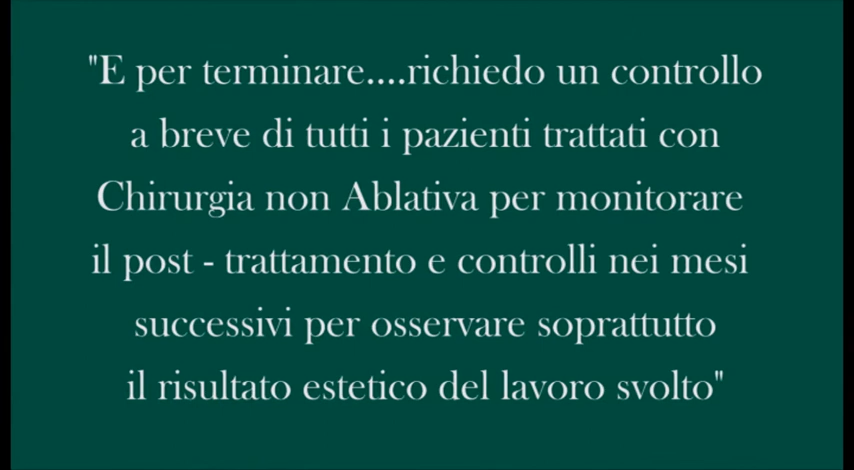 "E per terminare....richiedo un controllo
a breve di tutti i pazienti trattati con
Chirurgia non Ablativa per monitorare
il post - trattamento e controlli nei mesi
successivi per osservare soprattutto
il risultato estetico del lavoro svolto"